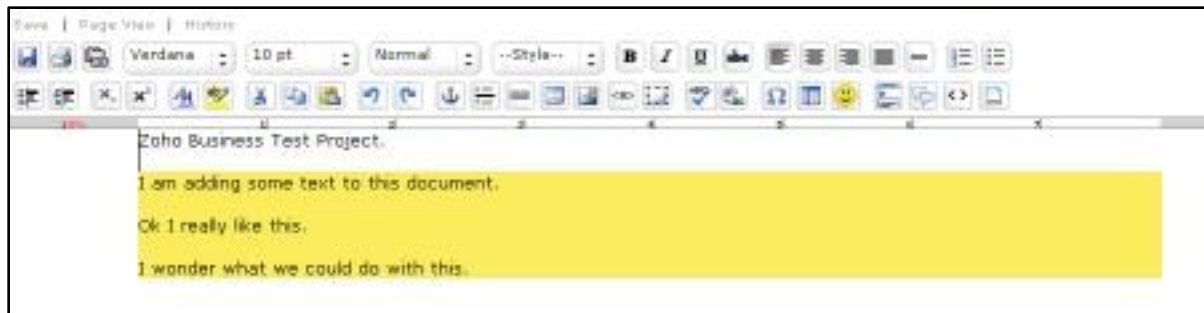 Save | Page View | History
Verdana 10 pt Normal --Style-- B I U abc
Zoho Business Test Project.
I am adding some text to this document.
Ok I really like this.
I wonder what we could do with this.